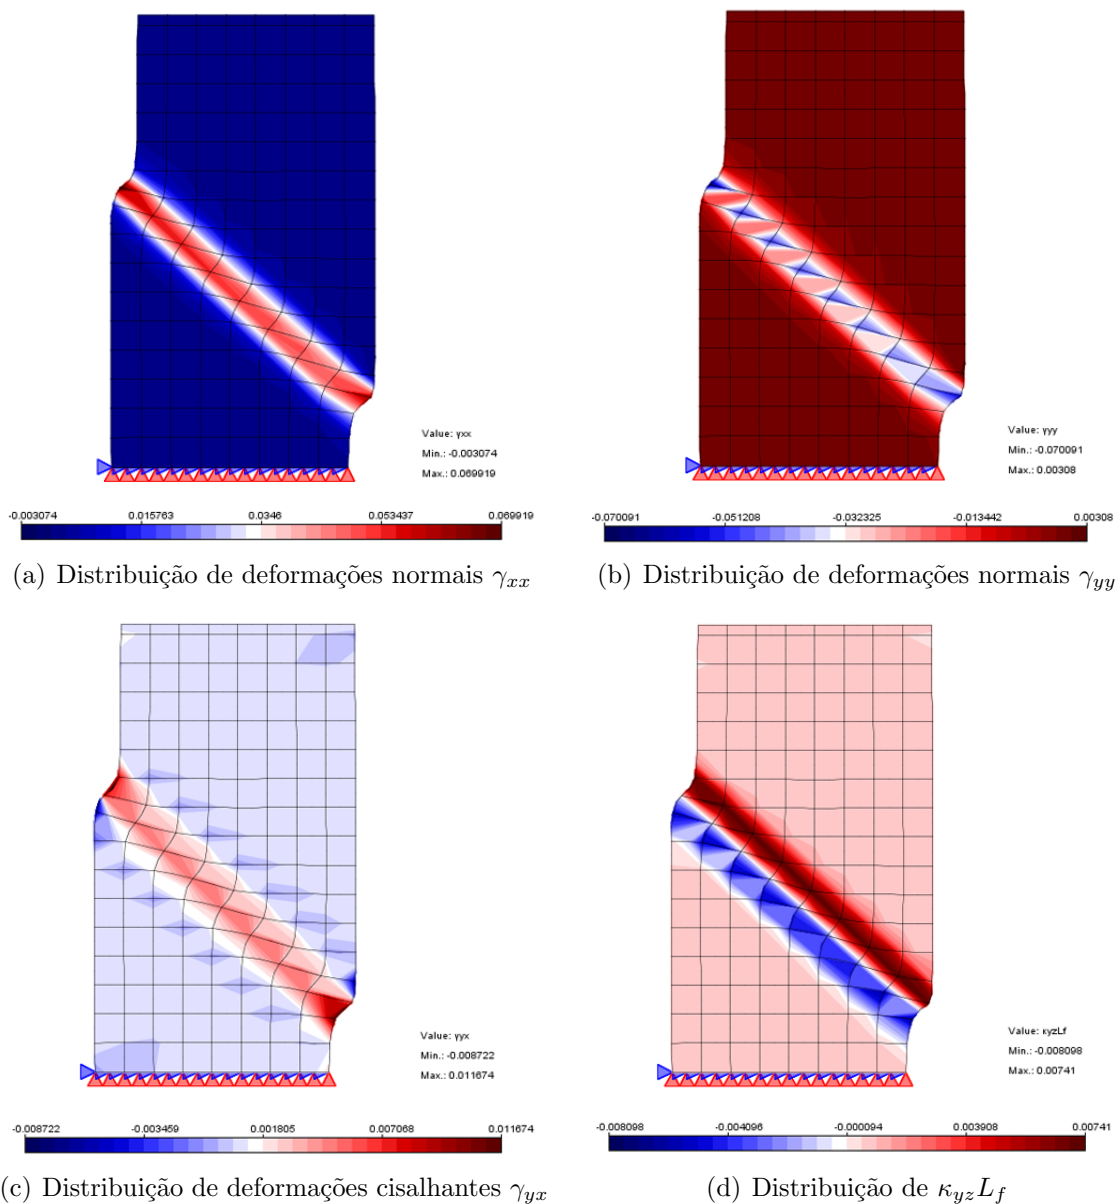 Value: γxx
Min.: -0.003074
Max.: 0.069919
-0.003074 0.015763 0.0346 0.053437 0.069919
(a) Distribuição de deformações normais γxx
Value: γyy
Min.: -0.070091
Max.: 0.00308
-0.070091 -0.051208 -0.032325 -0.013442 0.00308
(b) Distribuição de deformações normais γyy
Value: γyx
Min.: -0.008722
Max.: 0.011674
-0.008722 -0.003459 0.001805 0.007068 0.011674
(c) Distribuição de deformações cisalhantes γyx
Value: κyzLf
Min.: -0.008098
Max.: 0.00741
-0.008098 -0.004096 -0.000094 0.003908 0.00741
(d) Distribuição de κyzLf